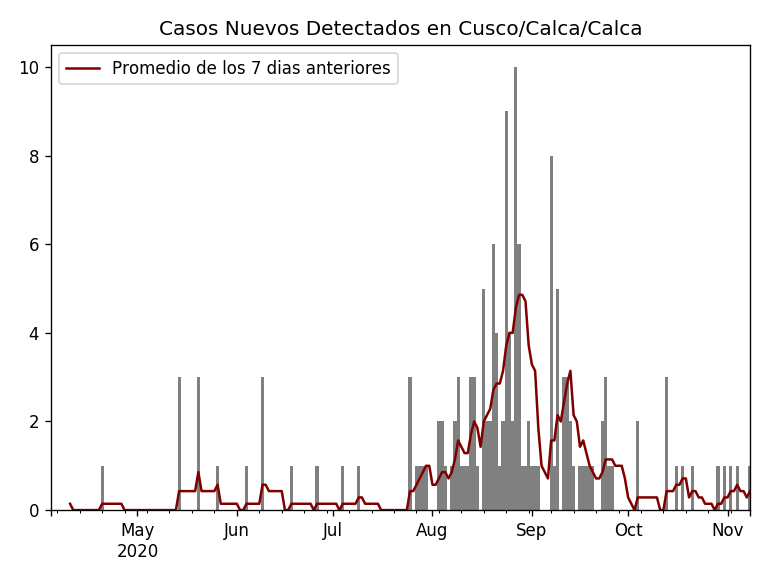 Casos Nuevos Detectados en Cusco/Calca/Calca
Promedio de los 7 dias anteriores
10
8
6
4
2
0
May Jun Jul Aug Sep Oct Nov
2020